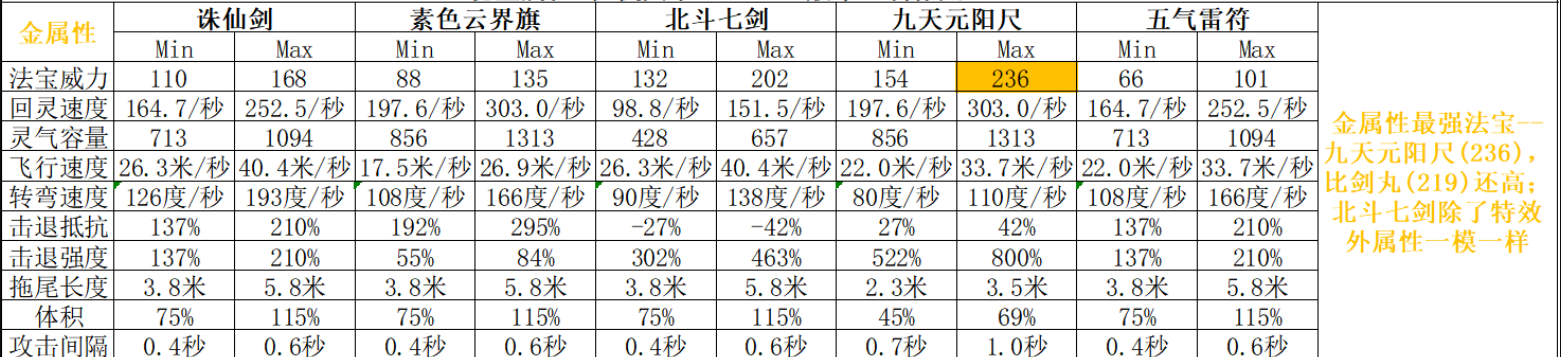 金属性 诛仙剑 素色云界旗 北斗七剑 九天元阳尺 五气雷符
Min Max Min Max Min Max Min Max Min Max
法宝威力 110 168 88 135 132 202 154 236 66 101
回灵速度 164.7/秒 252.5/秒 197.6/秒 303.0/秒 98.8/秒 151.5/秒 197.6/秒 303.0/秒 164.7/秒 252.5/秒
灵气容量 713 1094 856 1313 428 657 856 1313 713 1094
飞行速度 26.3米/秒 40.4米/秒 17.5米/秒 26.9米/秒 26.3米/秒 40.4米/秒 22.0米/秒 33.7米/秒 22.0米/秒 33.7米/秒
转弯速度 126度/秒 193度/秒 108度/秒 166度/秒 90度/秒 138度/秒 80度/秒 110度/秒 108度/秒 166度/秒
击退抵抗 137% 210% 192% 295% -27% -42% 27% 42% 137% 210%
击退强度 137% 210% 55% 84% 302% 463% 522% 800% 137% 210%
拖尾长度 3.8米 5.8米 3.8米 5.8米 3.8米 5.8米 2.3米 3.5米 3.8米 5.8米
体积 75% 115% 75% 115% 75% 115% 45% 69% 75% 115%
攻击间隔 0.4秒 0.6秒 0.4秒 0.6秒 0.4秒 0.6秒 0.7秒 1.0秒 0.4秒 0.6秒
金属性最强法宝--
九天元阳尺(236),
比剑丸(219)还高;
北斗七剑除了特效
外属性一模一样